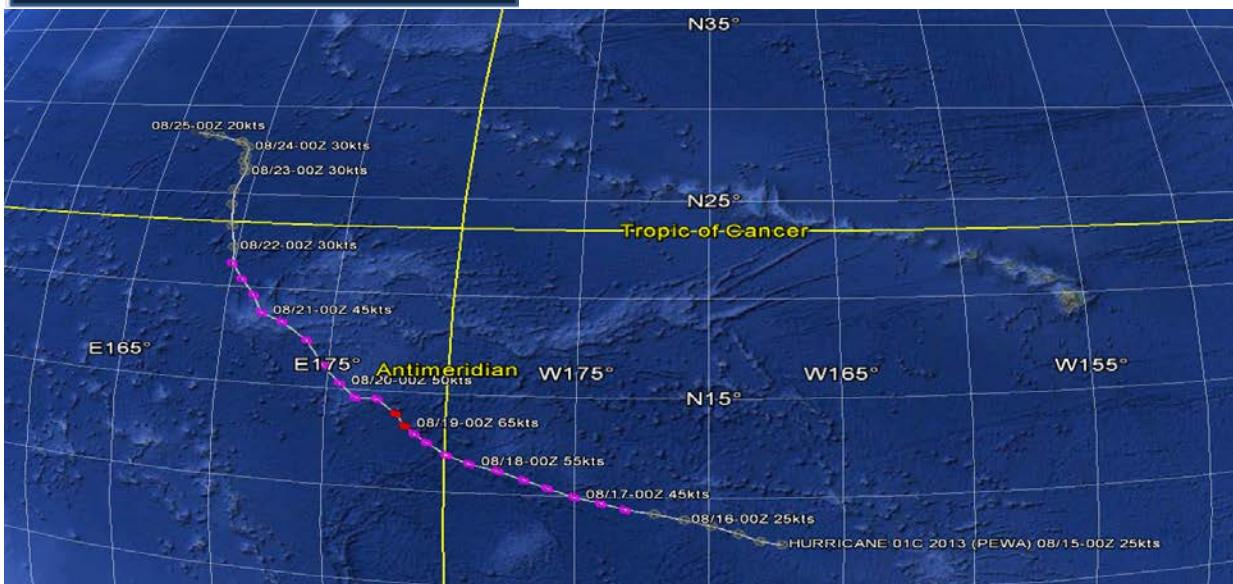 N35°
08/25-00Z 20kts
08/24-00Z 30kts
08/23-00Z 30kts
N25°
Tropic of Cancer
08/22-00Z 30kts
08/21-00Z 45kts
E165°
E175°
Antimeridian
W175°
W165°
W155°
08/20-00Z 50kts
N15°
08/19-00Z 65kts
08/18-00Z 55kts
08/17-00Z 45kts
08/16-00Z 25kts
HURRICANE 01C 2013 (PEWA) 08/15-00Z 25kts